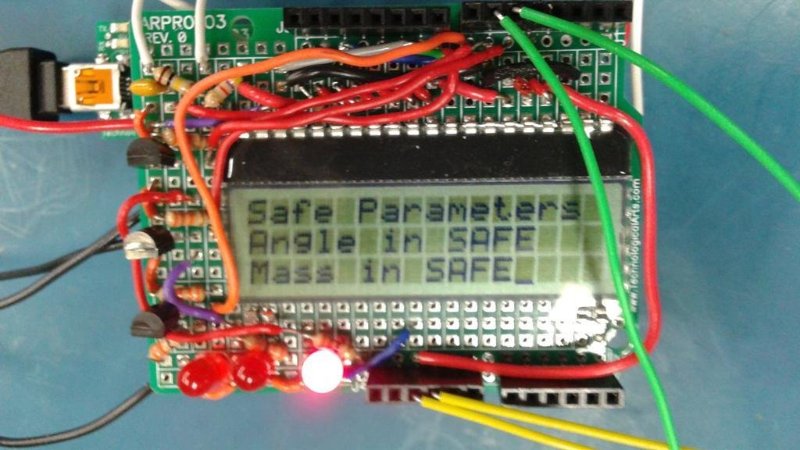 ARPROTO3
REV. 0
Safe Parameters
Angle in SAFE
Mass in SAFE_
www.TechnologicalArts.com